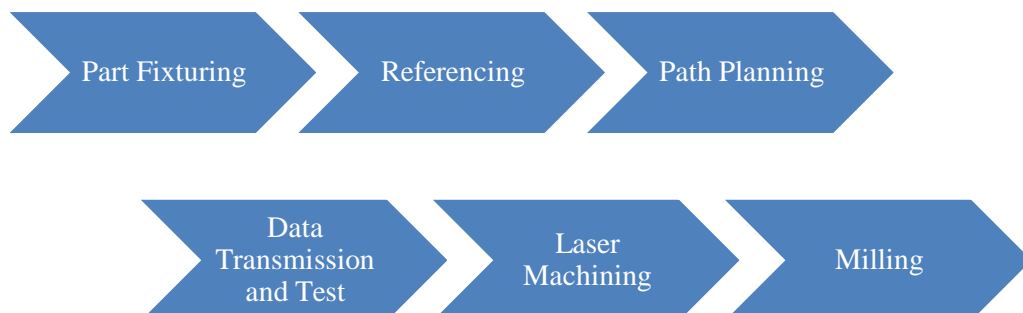 Part Fixturing
Referencing
Path Planning
Data
Transmission
and Test
Laser
Machining
Milling